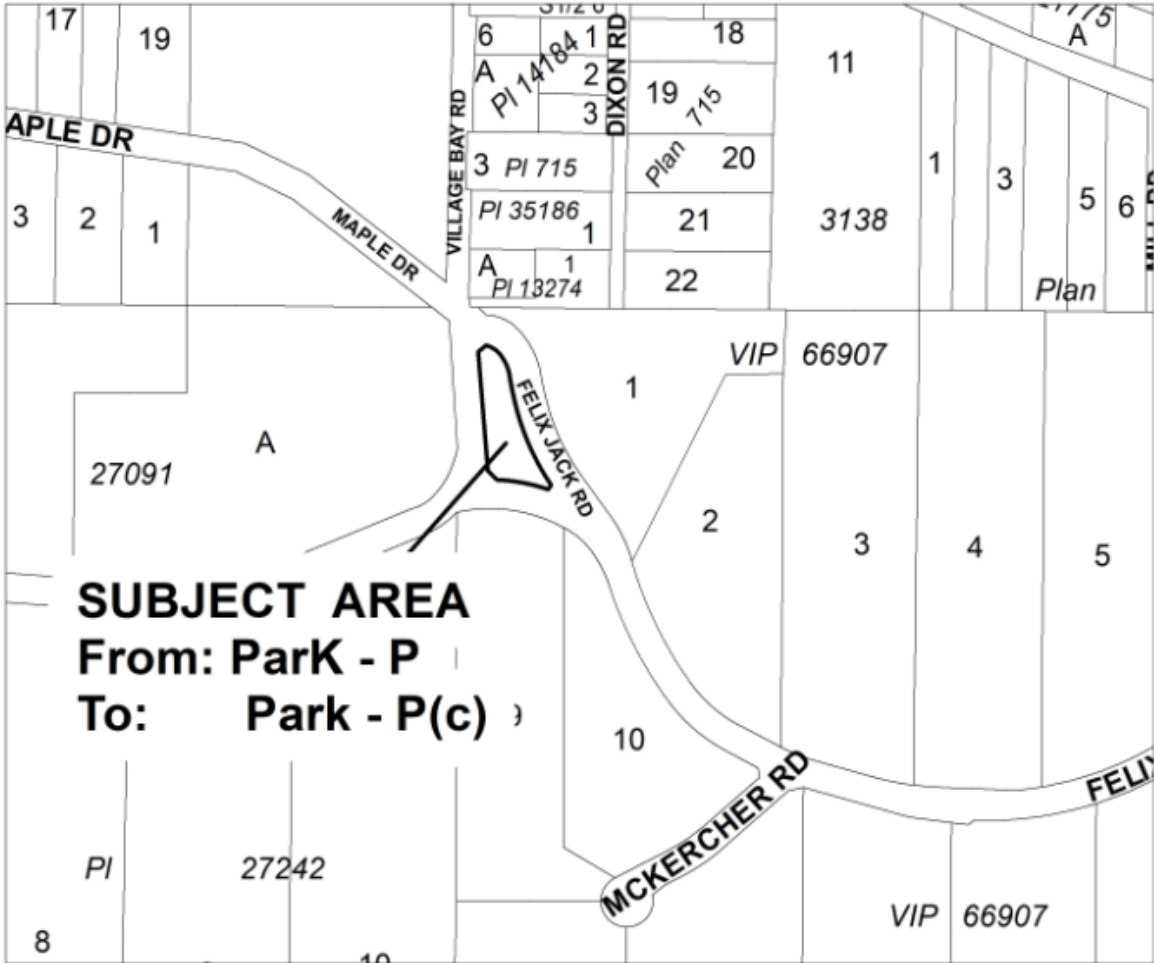 17
19
6
1
18
A
Pl 14184
2
3
DIXON RD
19
Plan 715
11
A
APLE DR
VILLAGE BAY RD
3 Pl 715
20
1
3
5
6
3
2
1
Pl 35186
1
21
3138
MAPLE DR
A
1
Pl 13274
22
Plan
VIP 66907
1
FELIX JACK RD
A
27091
2
3
4
5
SUBJECT AREA
From: ParK - P
To: Park - P(c)
10
MCKERCHER RD
FELIX
Pl 27242
VIP 66907
8